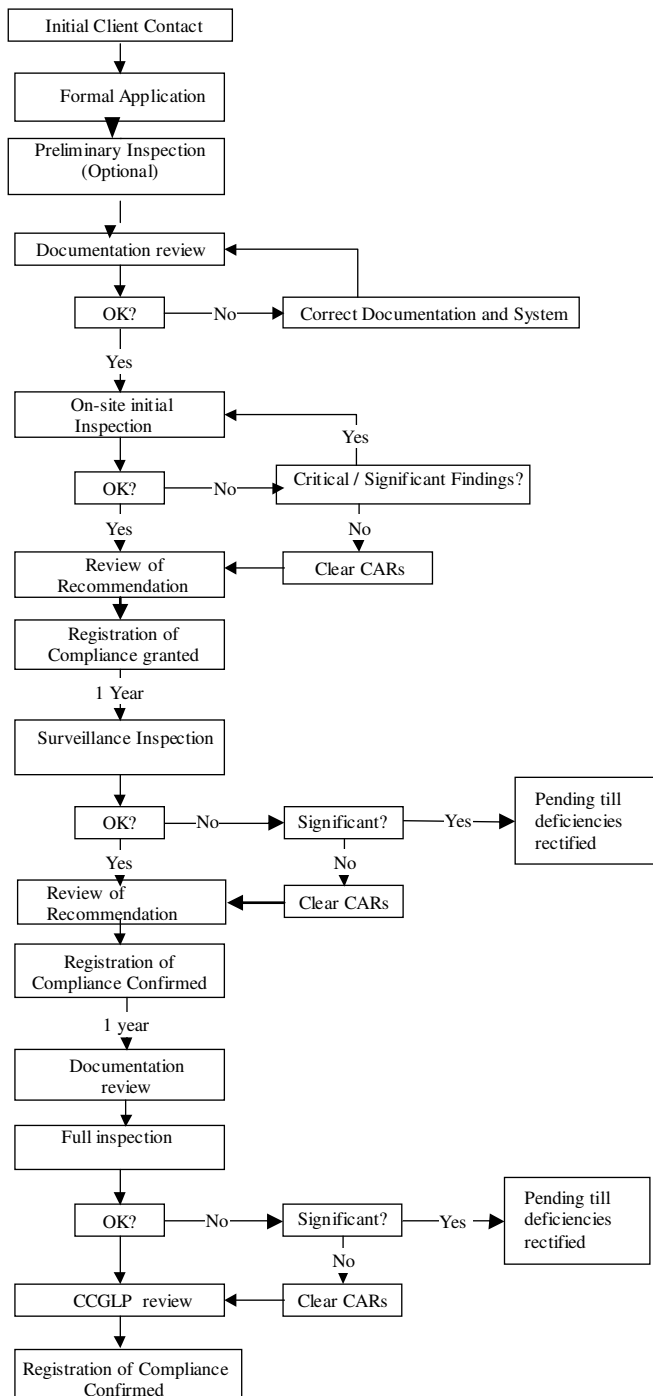 Initial Client Contact
Formal Application
Preliminary Inspection
(Optional)
Documentation review
OK?
No
Correct Documentation and System
Yes
On-site initial
Inspection
Yes
OK?
No
Critical / Significant Findings?
Yes
No
Review of
Recommendation
Clear CARs
Registration of
Compliance granted
1 Year
Surveillance Inspection
OK?
No
Significant?
Yes
Pending till
deficiencies
rectified
Yes
No
Review of
Recommendation
Clear CARs
Registration of
Compliance Confirmed
1 year
Documentation
review
Full inspection
OK?
No
Significant?
Yes
Pending till
deficiencies
rectified
No
CCGLP review
Clear CARs
Registration of Compliance
Confirmed